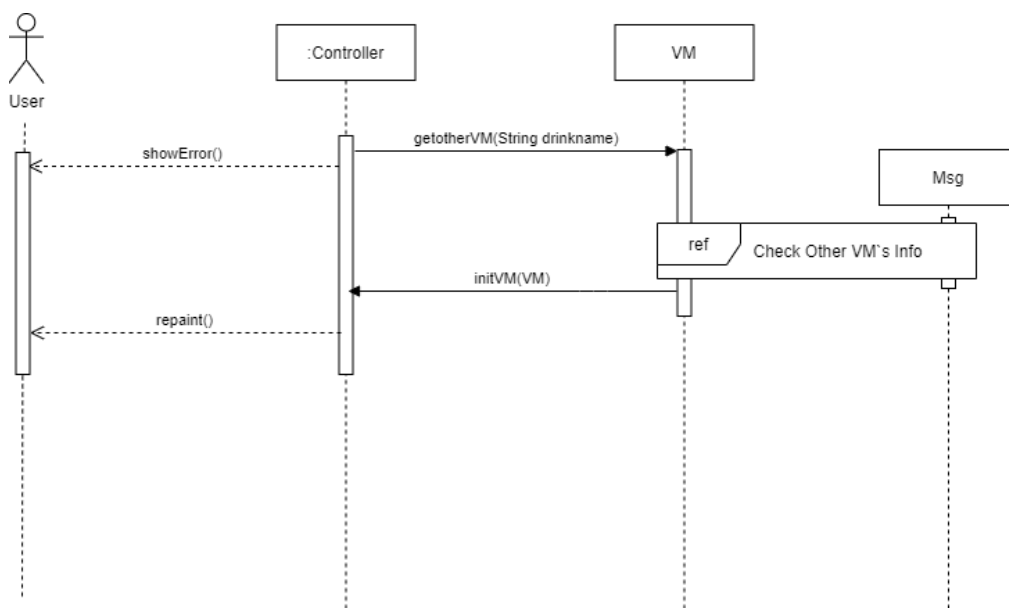 User
:Controller
VM
getotherVM(String drinkname)
showError()
Msg
ref
Check Other VM`s Info
initVM(VM)
repaint()